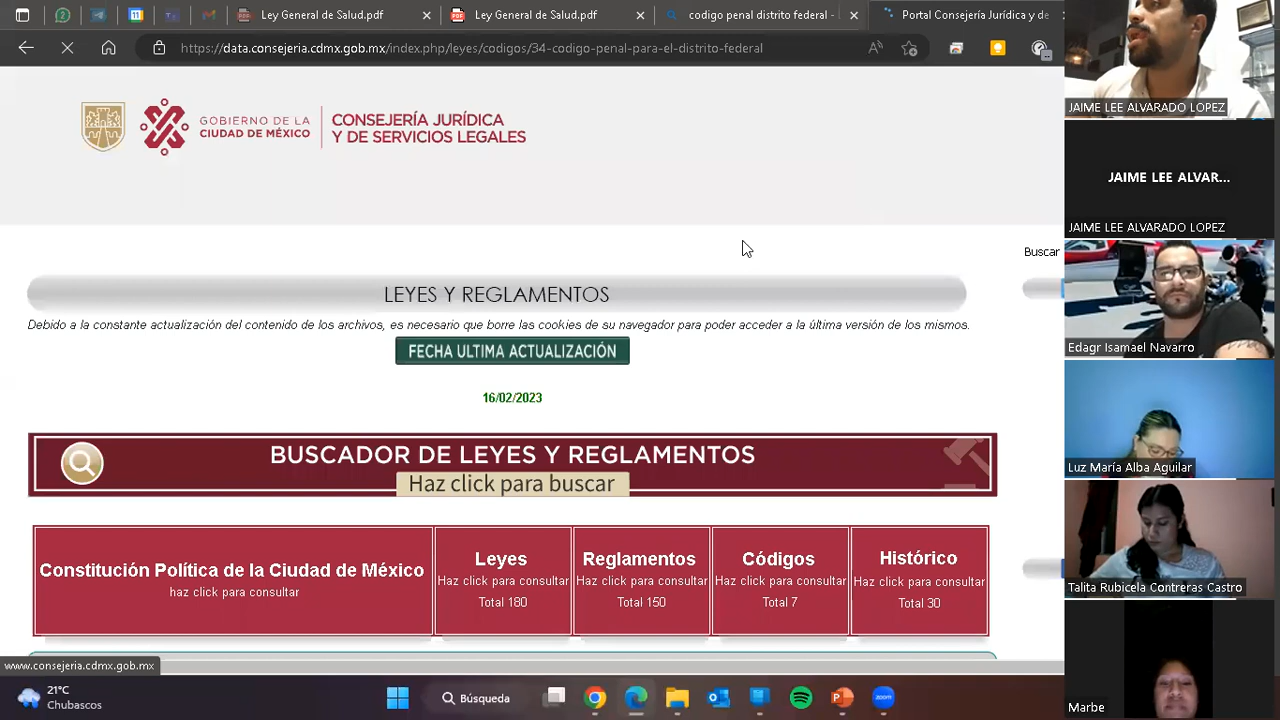 Ley General de Salud.pdf
Ley General de Salud.pdf
codigo penal distrito federal -
Portal Consejería Jurídica y de
https://data.consejeria.cdmx.gob.mx/index.php/leyes/codigos/34-codigo-penal-para-el-distrito-federal
GOBIERNO DE LA
CIUDAD DE MÉXICO
CONSEJERÍA JURÍDICA
Y DE SERVICIOS LEGALES
Buscar
LEYES Y REGLAMENTOS
Debido a la constante actualización del contenido de los archivos, es necesario que borre las cookies de su navegador para poder acceder a la última versión de los mismos.
FECHA ULTIMA ACTUALIZACIÓN
16/02/2023
BUSCADOR DE LEYES Y REGLAMENTOS
Haz click para buscar
Constitución Política de la Ciudad de México
haz click para consultar
Leyes
Haz click para consultar
Total 180
Reglamentos
Haz click para consultar
Total 150
Códigos
Haz click para consultar
Total 7
Histórico
Haz click para consultar
Total 30
www.consejeria.cdmx.gob.mx
21°C
Chubascos
Búsqueda
JAIME LEE ALVARADO LOPEZ
JAIME LEE ALVAR...
JAIME LEE ALVARADO LOPEZ
Edagr Isamael Navarro
Luz María Alba Aguilar
Talita Rubicela Contreras Castro
Marbe